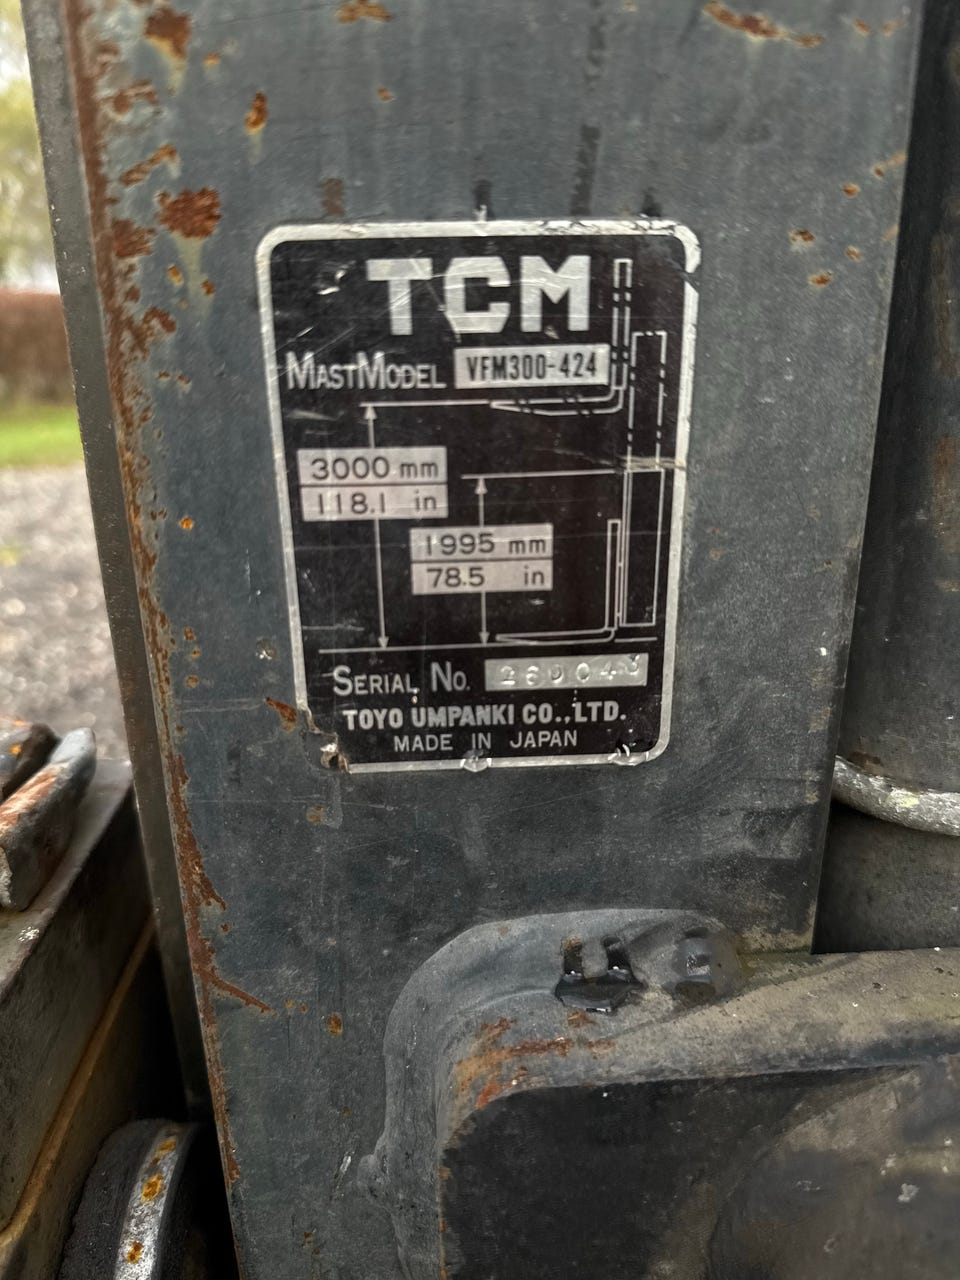 TCM
MAST MODEL VFM300-424
3000 mm
118.1 in
1995 mm
78.5 in
SERIAL No. 260043
TOYO UMPANKI CO.,LTD.
MADE IN JAPAN